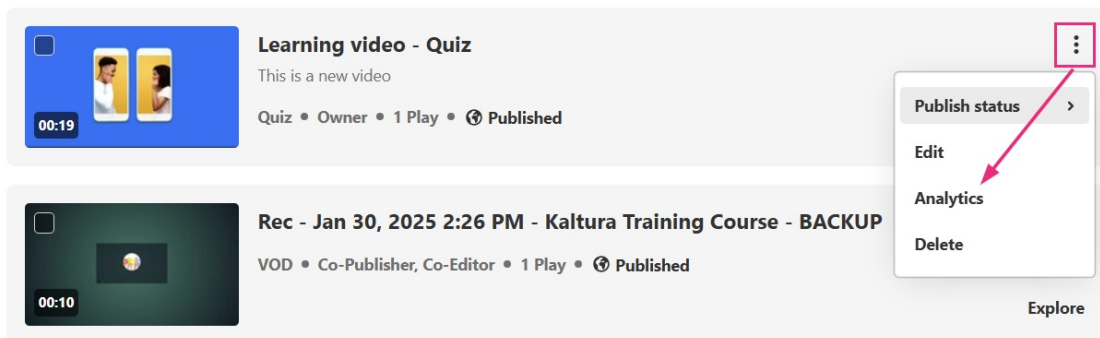 Learning video - Quiz
This is a new video
Quiz • Owner • 1 Play • Published
00:19
Publish status
Edit
Analytics
Delete
Rec - Jan 30, 2025 2:26 PM - Kaltura Training Course - BACKUP
VOD • Co-Publisher, Co-Editor • 1 Play • Published
00:10
Explore